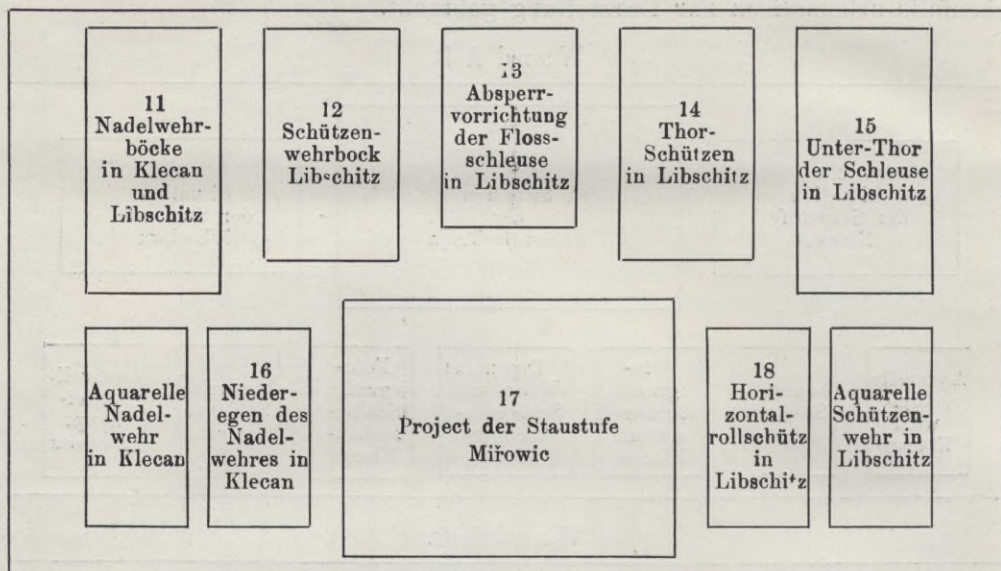 11
Nadelwehr-
böcke
in Klecan
und
Libschitz
12
Schützen-
wehrbock
Libschitz
13
Absperr-
vorrichtung
der Floss-
schleuse
in Libschitz
14
Thor-
Schützen
in Libschitz
15
Unter-Thor
der Schleuse
in Libschitz
Aquarelle
Nadel-
wehr
in Klecan
16
Nieder-
egen des
Nadel-
wehres in
Klecan
17
Project der Staustufe
Miřowic
18
Hori-
zontal-
rollschütz
in
Libschitz
Aquarelle
Schützen-
wehr in
Libschitz